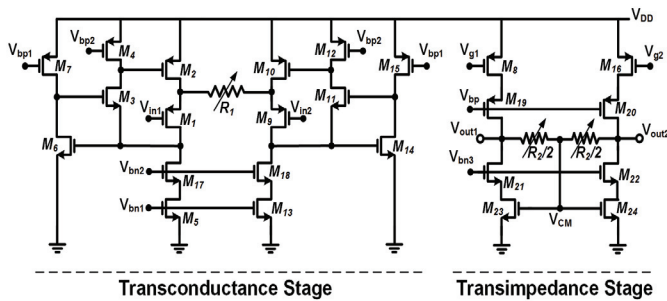 V_DD
V_bp1
V_bp2
M_4
M_2
M_7
M_3
M_1
V_in1
M_6
R_1
M_10
M_12
V_bp2
M_15
V_bp1
M_11
M_9
V_in2
M_14
V_bn2
M_17
M_18
V_bn1
M_5
M_13
V_g1
M_8
M_16
V_g2
V_bp
M_19
M_20
V_out1
R_2/2
R_2/2
V_out2
V_bn3
M_21
M_22
M_23
V_CM
M_24
Transconductance Stage
Transimpedance Stage